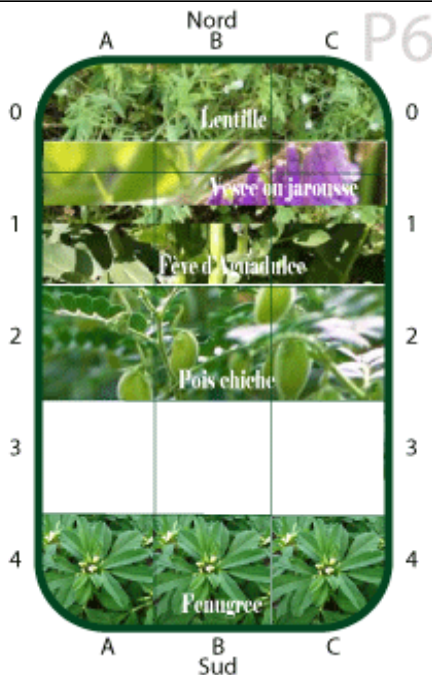 Nord
P6
A B C
0 Lentille 0
Vesce ou jarousse
1 1
Fève d'Aguadulce
2 2
Pois chiche
3 3
4 4
Fenugrec
A B C
Sud